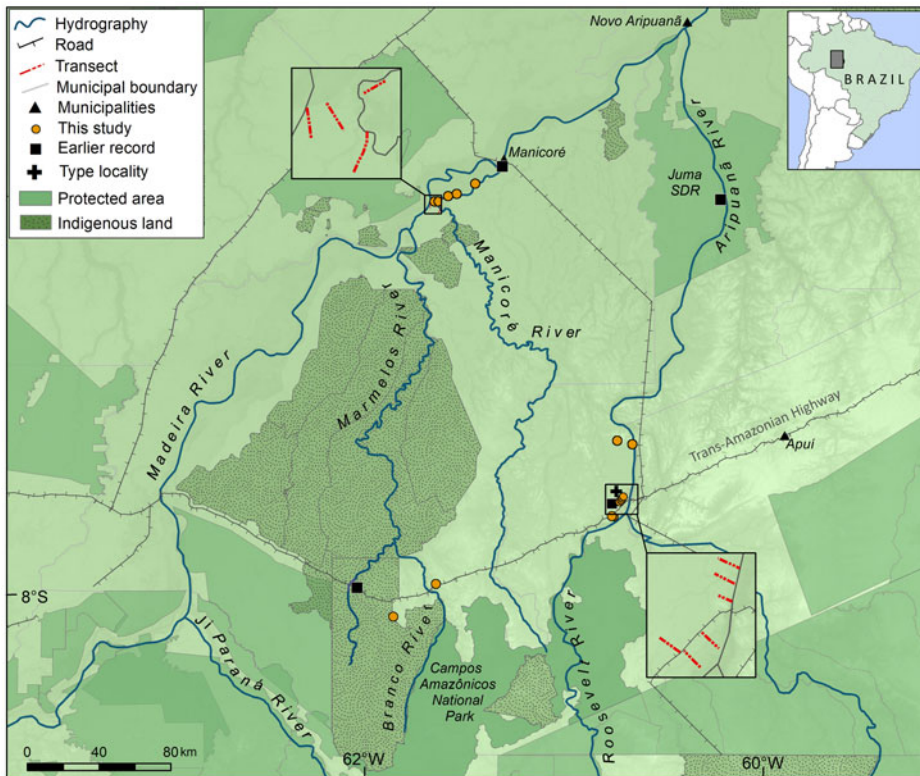 Hydrography
Road
Transect
Municipal boundary
Municipalities
This study
Earlier record
Type locality
Protected area
Indigenous land
Novo Aripuanã
BRAZIL
Manicoré
Juma
SDR
Aripuanã River
Manicoré
River
Marmelos River
Madeira River
Trans-Amazonian Highway
Apuí
8°S
Ji Paraná River
Branco River
Campos
Amazônicos
National
Park
Roosevelt River
0 20 40 80 km
62°W
60°W